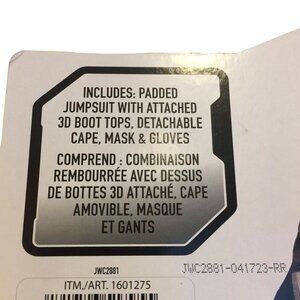 INCLUDES: PADDED
JUMPSUIT WITH ATTACHED
3D BOOT TOPS, DETACHABLE
CAPE, MASK & GLOVES
COMPREND : COMBINAISON
REMBOURRÉE AVEC DESSUS
DE BOTTES 3D ATTACHÉ, CAPE
AMOVIBLE, MASQUE
ET GANTS
JWC2881
JWC2881-041723-RR
ITM./ART. 1601275